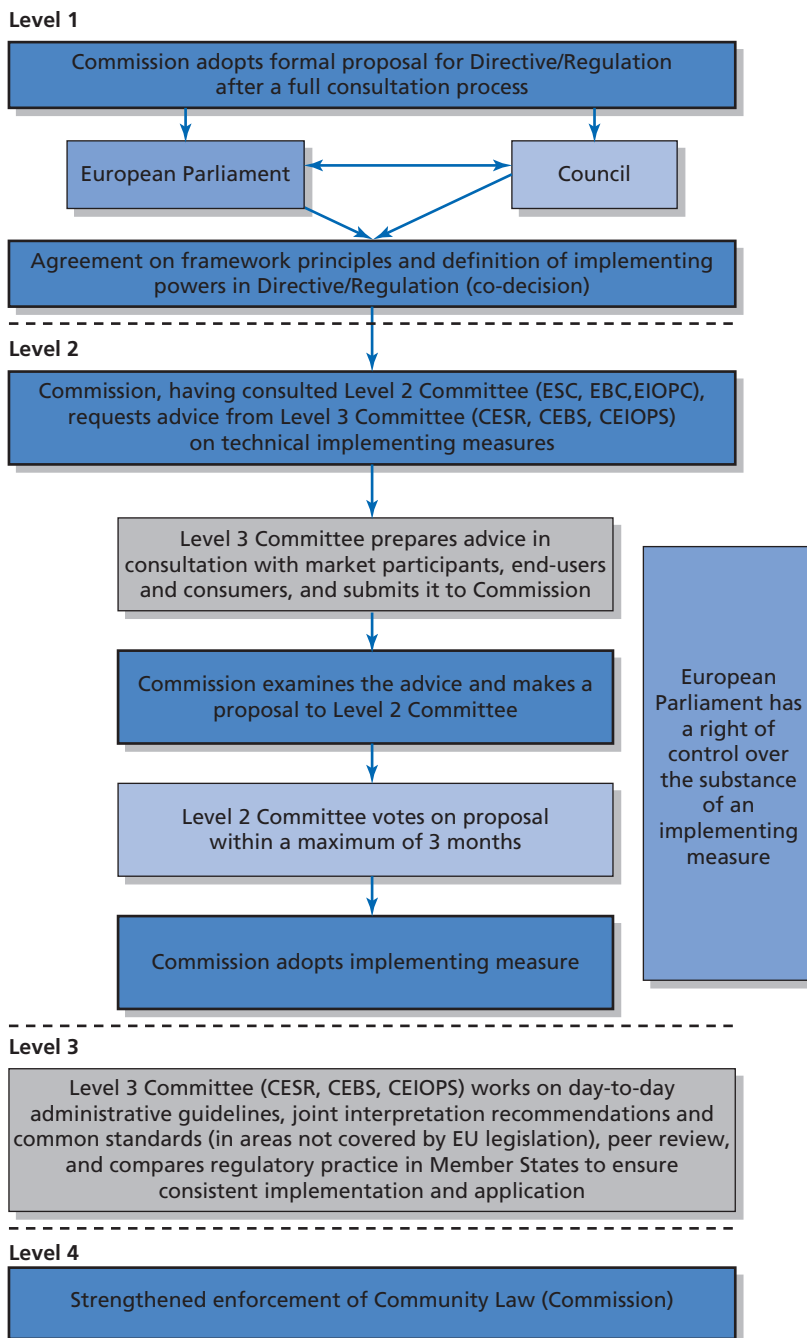 Level 1
Commission adopts formal proposal for Directive/Regulation
after a full consultation process
European Parliament
Council
Agreement on framework principles and definition of implementing
powers in Directive/Regulation (co-decision)
Level 2
Commission, having consulted Level 2 Committee (ESC, EBC,EIOPC),
requests advice from Level 3 Committee (CESR, CEBS, CEIOPS)
on technical implementing measures
Level 3 Committee prepares advice in
consultation with market participants, end-users
and consumers, and submits it to Commission
Commission examines the advice and makes a
proposal to Level 2 Committee
Level 2 Committee votes on proposal
within a maximum of 3 months
Commission adopts implementing measure
European
Parliament has
a right of
control over
the substance
of an
implementing
measure
Level 3
Level 3 Committee (CESR, CEBS, CEIOPS) works on day-to-day
administrative guidelines, joint interpretation recommendations and
common standards (in areas not covered by EU legislation), peer review,
and compares regulatory practice in Member States to ensure
consistent implementation and application
Level 4
Strengthened enforcement of Community Law (Commission)